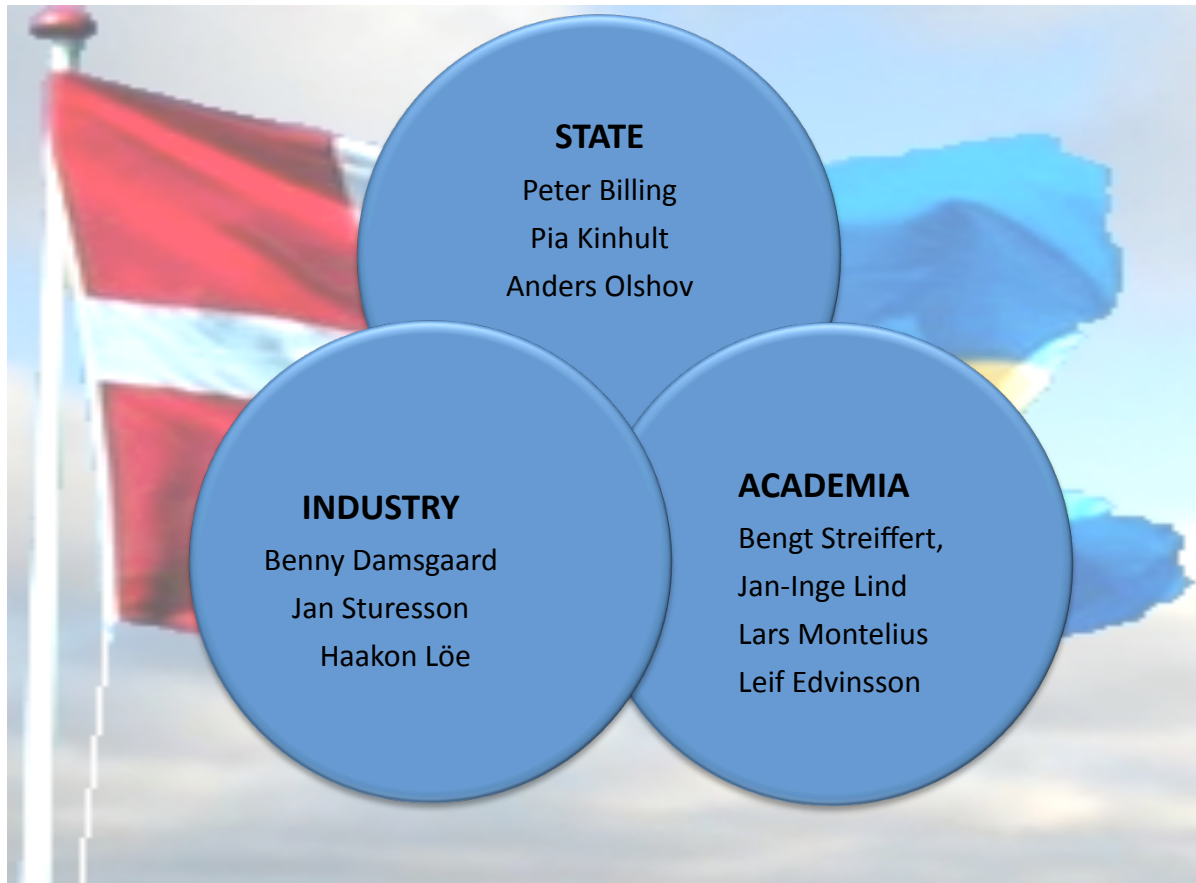 STATE
Peter Billing
Pia Kinhult
Anders Olshov
INDUSTRY
Benny Damsgaard
Jan Sturesson
Haakon Löe
ACADEMIA
Bengt Streiffert,
Jan-Inge Lind
Lars Montelius
Leif Edvinsson